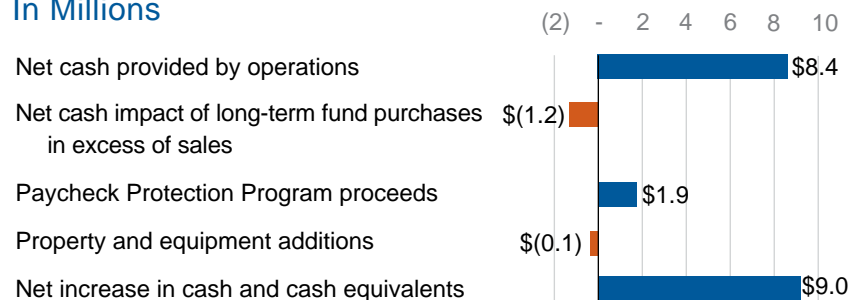 In Millions
(2) - 2 4 6 8 10
Net cash provided by operations $8.4
Net cash impact of long-term fund purchases $(1.2)
in excess of sales
Paycheck Protection Program proceeds $1.9
Property and equipment additions $(0.1)
Net increase in cash and cash equivalents $9.0